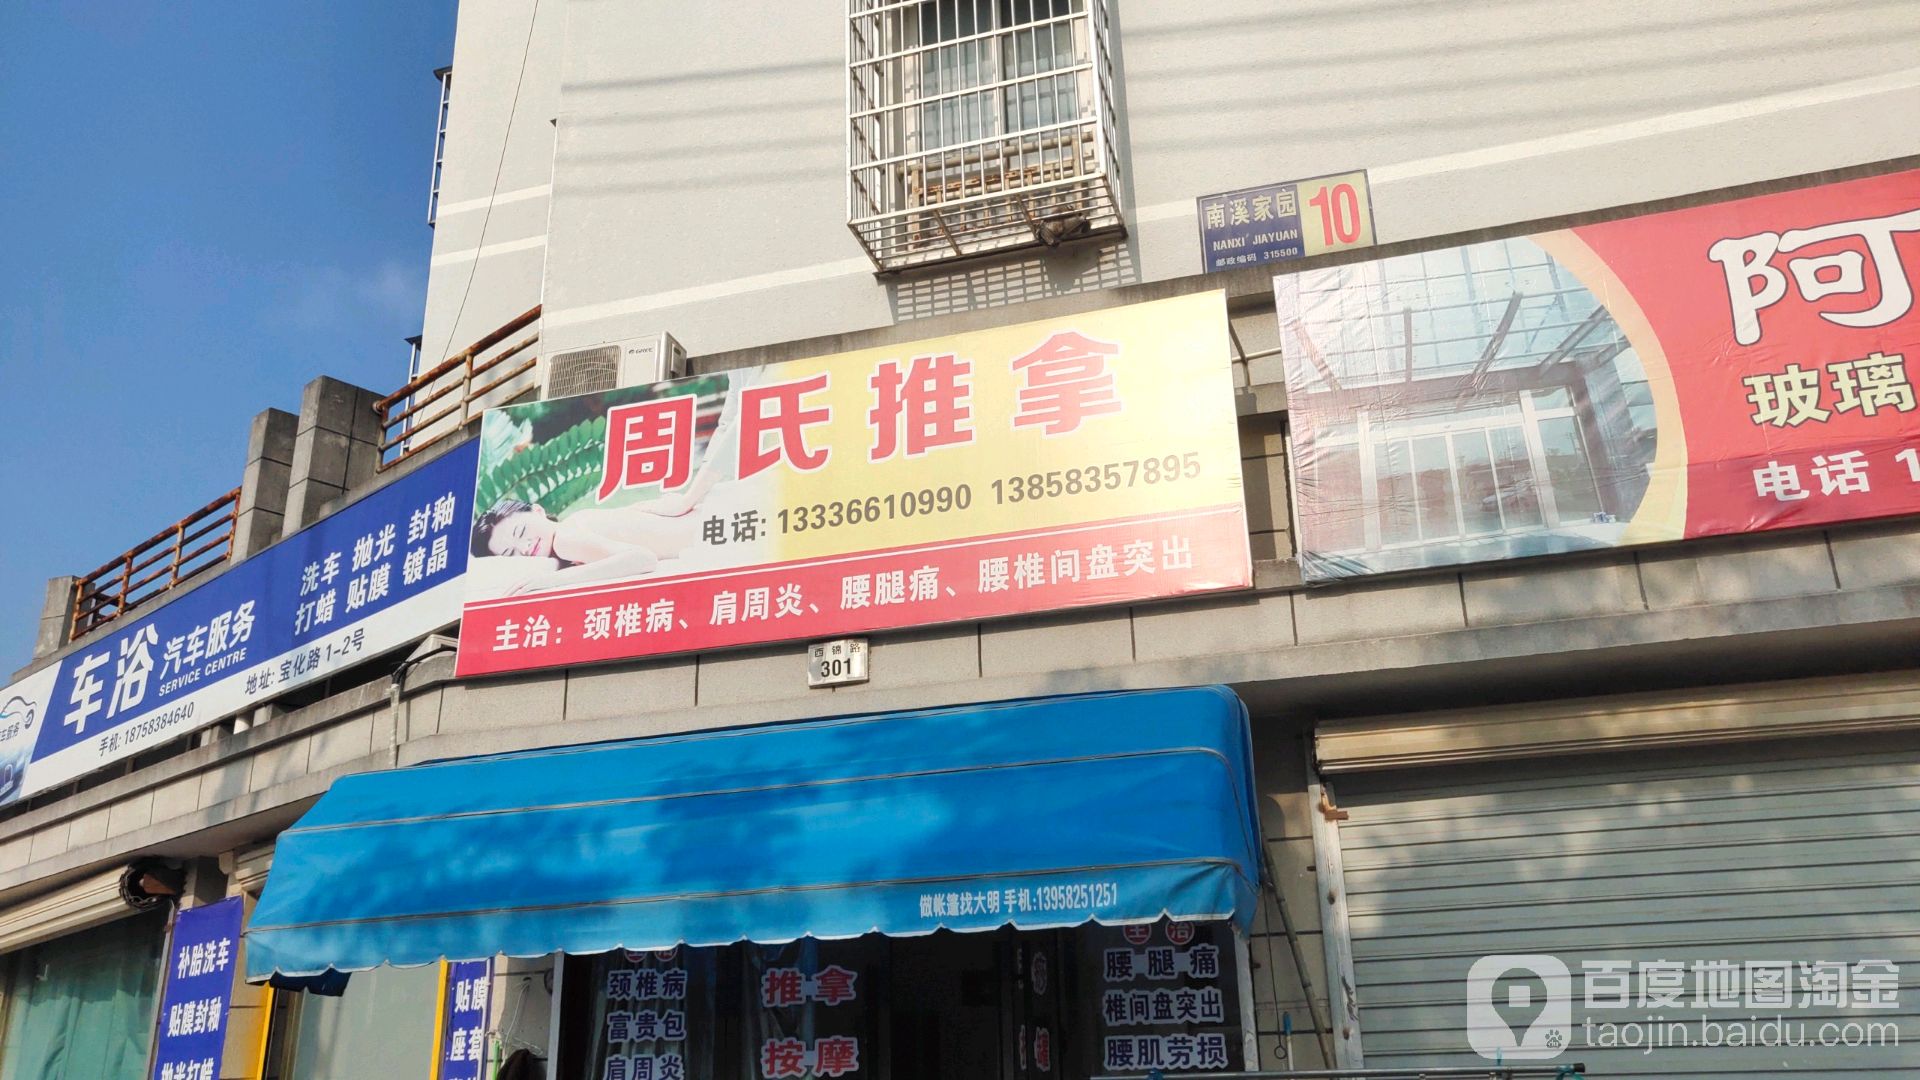 南溪家园 10
NANXI JIAYUAN
邮政编码 315500
GREE
周氏推拿
电话: 13336610990 13858357895
主治: 颈椎病、肩周炎、腰腿痛、腰椎间盘突出
西锦路
301
洗车 抛光 封釉
打蜡 贴膜 镀晶
车浴 汽车服务
SERVICE CENTRE
地址: 宝化路 1-2号
手机: 18758384640
阿
玻璃
电话 1
做帐篷找大明 手机:13958251251
补胎洗车
贴膜封釉
抛光打蜡
贴膜
座套
主治
颈椎病
富贵包
肩周炎
推拿
按摩
主治
腰腿痛
椎间盘突出
腰肌劳损
百度地图淘金
taojin.baidu.com